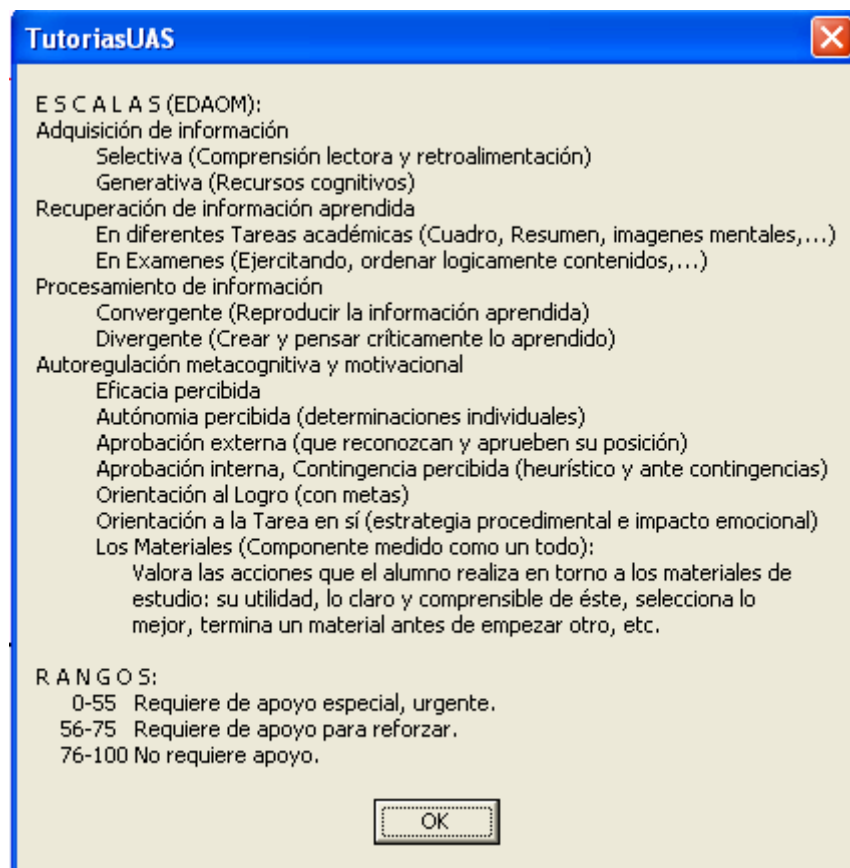 TutoriasUAS
E S C A L A S (EDAOM):
Adquisición de información
Selectiva (Comprensión lectora y retroalimentación)
Generativa (Recursos cognitivos)
Recuperación de información aprendida
En diferentes Tareas académicas (Cuadro, Resumen, imagenes mentales,...)
En Examenes (Ejercitando, ordenar logicamente contenidos,...)
Procesamiento de información
Convergente (Reproducir la información aprendida)
Divergente (Crear y pensar críticamente lo aprendido)
Autoregulación metacognitiva y motivacional
Eficacia percibida
Autónomia percibida (determinaciones individuales)
Aprobación externa (que reconozcan y aprueben su posición)
Aprobación interna, Contingencia percibida (heurístico y ante contingencias)
Orientación al Logro (con metas)
Orientación a la Tarea en sí (estrategia procedimental e impacto emocional)
Los Materiales (Componente medido como un todo):
Valora las acciones que el alumno realiza en torno a los materiales de
estudio: su utilidad, lo claro y comprensible de éste, selecciona lo
mejor, termina un material antes de empezar otro, etc.
R A N G O S:
0-55 Requiere de apoyo especial, urgente.
56-75 Requiere de apoyo para reforzar.
76-100 No requiere apoyo.
OK